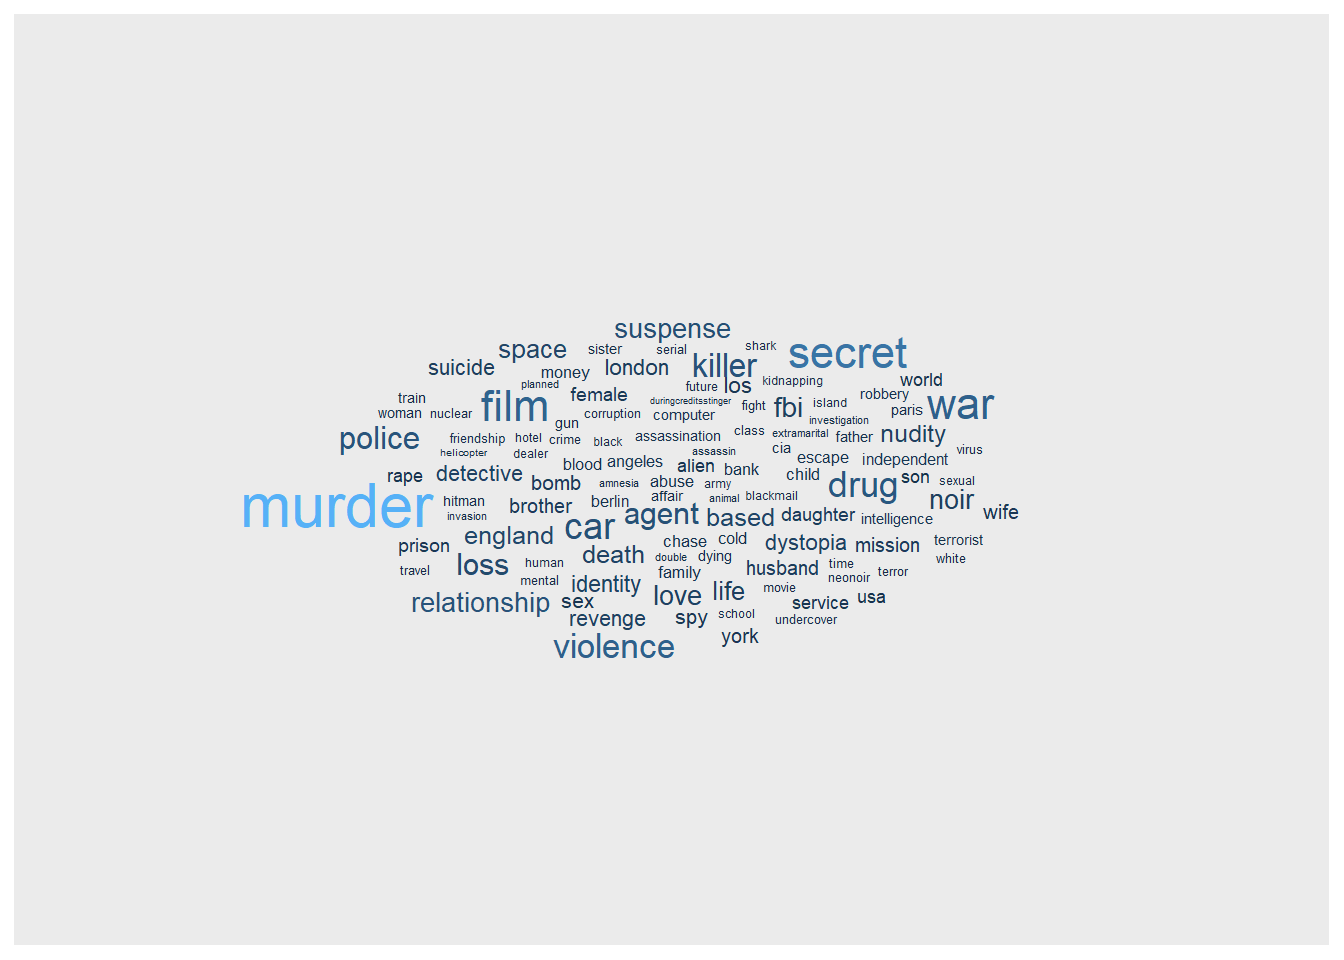 suspense
space sister serial shark secret
suicide money london killer
planned future los kidnapping world
train film female duringcreditsstinger robbery
woman nuclear gun corruption computer fight fbi island paris war
investigation
police friendship hotel crime black assassination class extramarital father nudity
helicopter dealer assassin cia virus
rape detective blood angeles alien bank escape independent
bomb amnesia abuse army child drug son sexual
murder hitman brother berlin affair animal blackmail noir wife
invasion england car agent based daughter intelligence
prison chase cold dystopia mission terrorist
travel loss human death double dying white
mental identity family husband time neonoir terror
relationship sex love life movie service usa
revenge spy school undercover
violence york